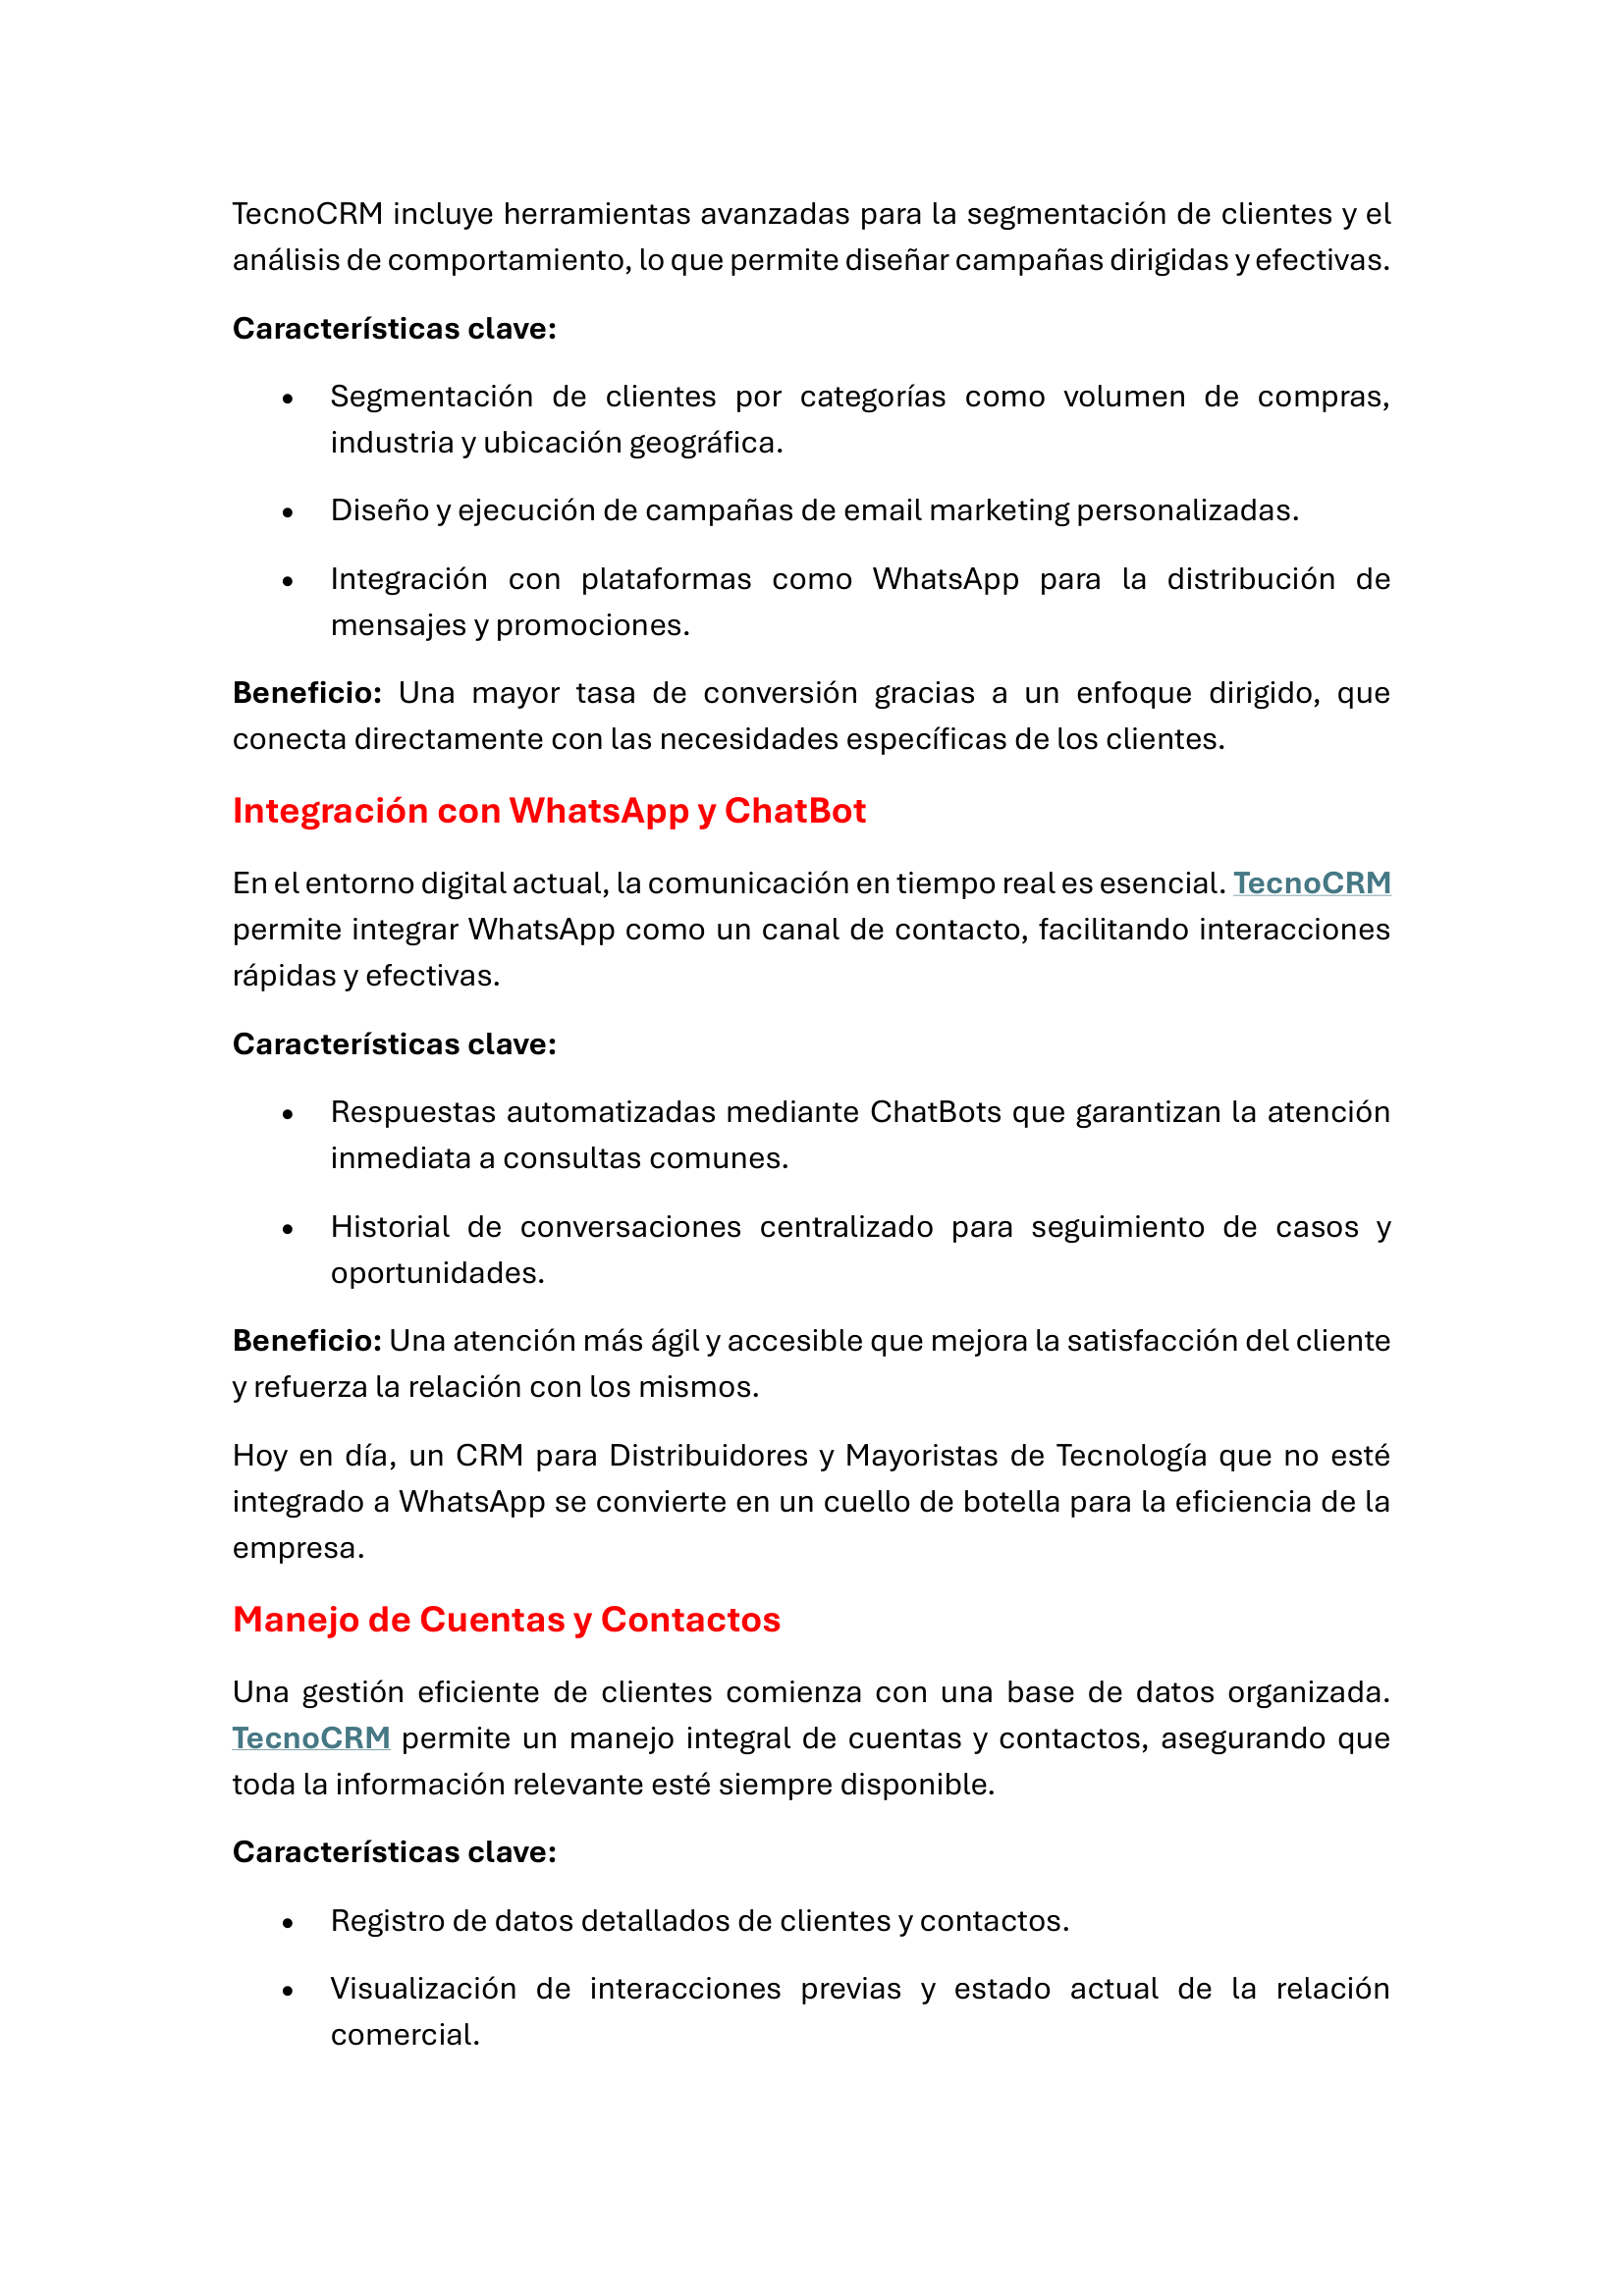 TecnoCRM incluye herramientas avanzadas para la segmentación de clientes y el
análisis de comportamiento, lo que permite diseñar campañas dirigidas y efectivas.
Características clave:
• Segmentación de clientes por categorías como volumen de compras,
industria y ubicación geográfica.
• Diseño y ejecución de campañas de email marketing personalizadas.
• Integración con plataformas como WhatsApp para la distribución de
mensajes y promociones.
Beneficio: Una mayor tasa de conversión gracias a un enfoque dirigido, que
conecta directamente con las necesidades específicas de los clientes.
Integración con WhatsApp y ChatBot
En el entorno digital actual, la comunicación en tiempo real es esencial. TecnoCRM
permite integrar WhatsApp como un canal de contacto, facilitando interacciones
rápidas y efectivas.
Características clave:
• Respuestas automatizadas mediante ChatBots que garantizan la atención
inmediata a consultas comunes.
• Historial de conversaciones centralizado para seguimiento de casos y
oportunidades.
Beneficio: Una atención más ágil y accesible que mejora la satisfacción del cliente
y refuerza la relación con los mismos.
Hoy en día, un CRM para Distribuidores y Mayoristas de Tecnología que no esté
integrado a WhatsApp se convierte en un cuello de botella para la eficiencia de la
empresa.
Manejo de Cuentas y Contactos
Una gestión eficiente de clientes comienza con una base de datos organizada.
TecnoCRM permite un manejo integral de cuentas y contactos, asegurando que
toda la información relevante esté siempre disponible.
Características clave:
• Registro de datos detallados de clientes y contactos.
• Visualización de interacciones previas y estado actual de la relación
comercial.